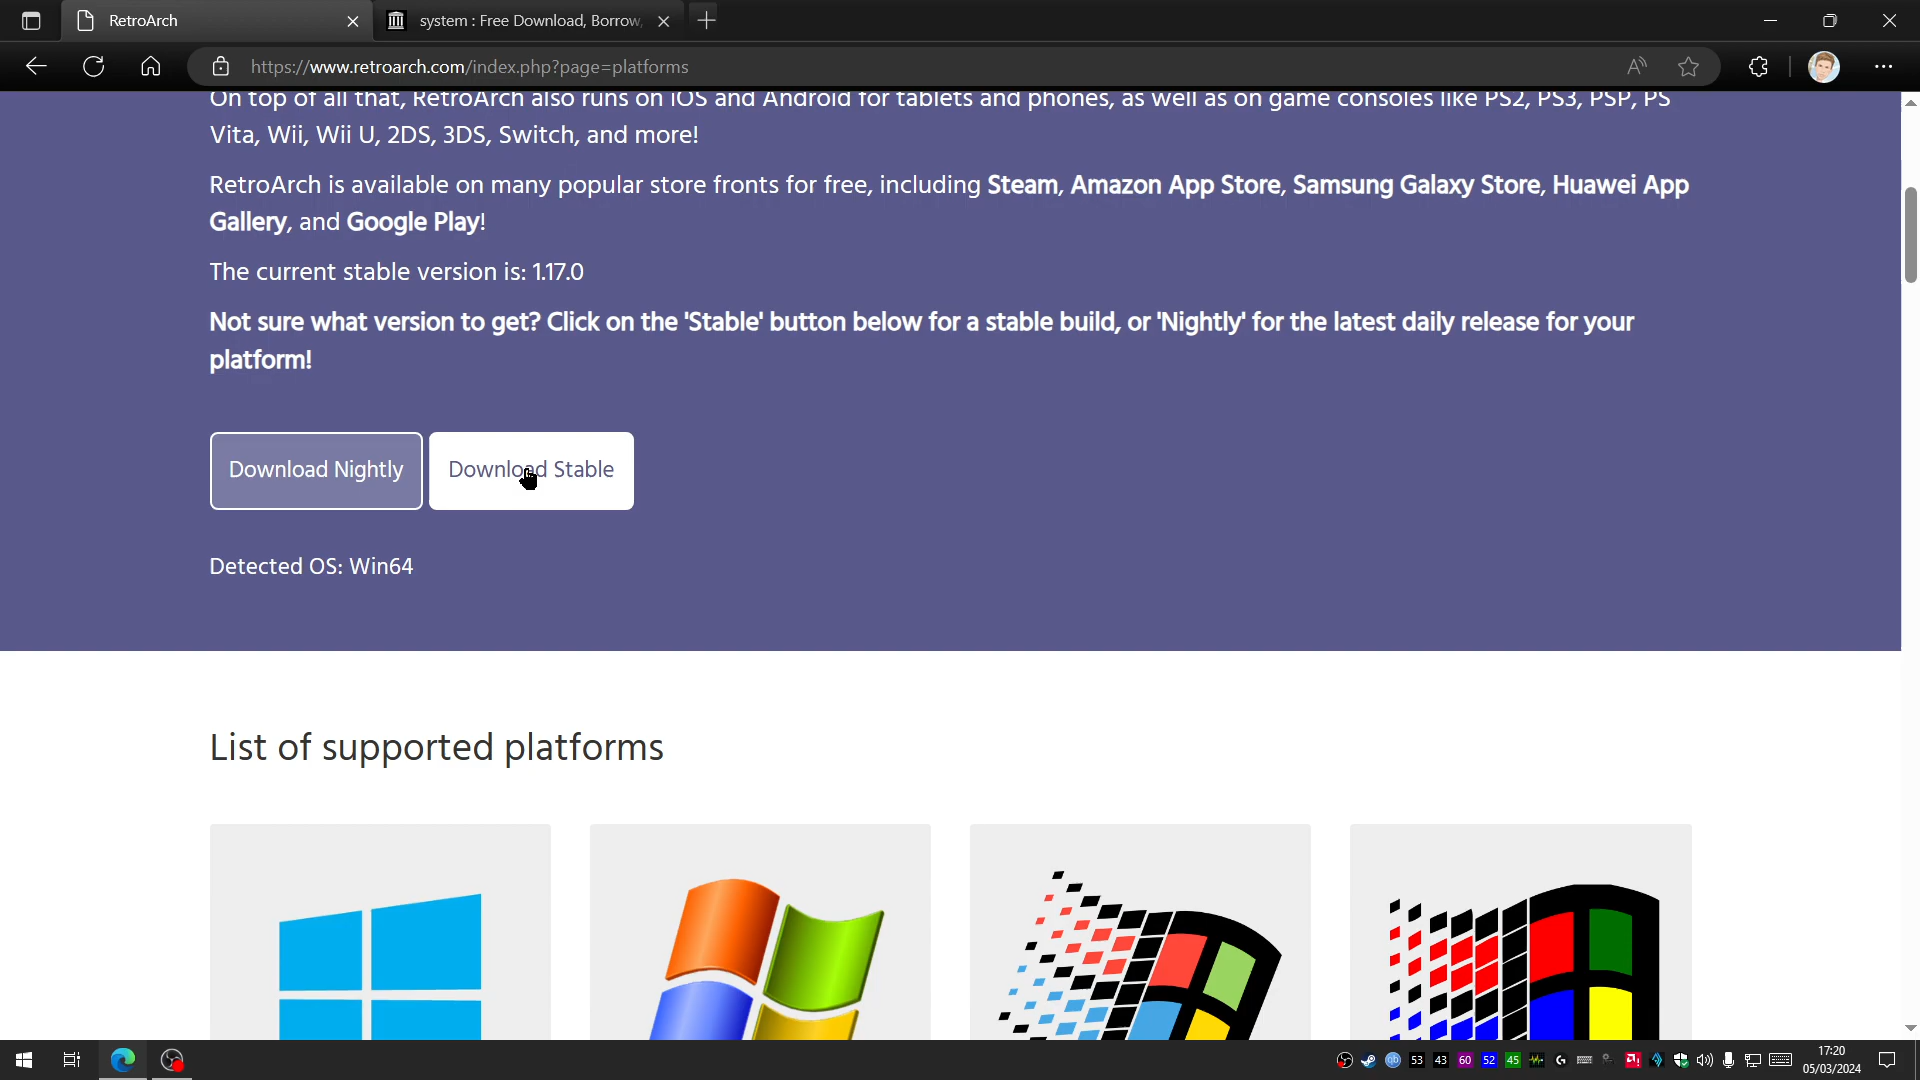 RetroArch
system : Free Download, Borrow,
https://www.retroarch.com/index.php?page=platforms
On top of all that, RetroArch also runs on iOS and Android for tablets and phones, as well as on game consoles like PS2, PS3, PSP, PS
Vita, Wii, Wii U, 2DS, 3DS, Switch, and more!
RetroArch is available on many popular store fronts for free, including Steam, Amazon App Store, Samsung Galaxy Store, Huawei App
Gallery, and Google Play!
The current stable version is: 1.17.0
Not sure what version to get? Click on the 'Stable' button below for a stable build, or 'Nightly' for the latest daily release for your
platform!
Download Nightly
Download Stable
Detected OS: Win64
List of supported platforms
53 43 60 52 45
17:20
05/03/2024